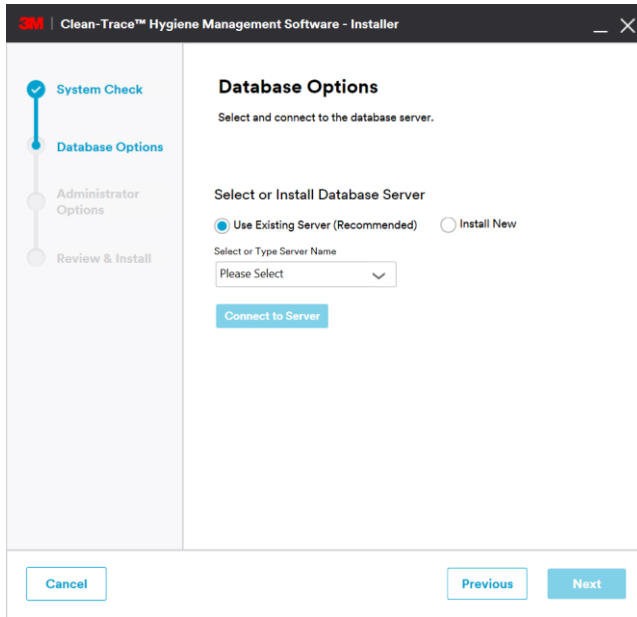 3M | Clean-Trace™ Hygiene Management Software - Installer
System Check
Database Options
Administrator
Options
Review & Install
Database Options
Select and connect to the database server.
Select or Install Database Server
Use Existing Server (Recommended) Install New
Select or Type Server Name
Please Select
Connect to Server
Cancel Previous Next